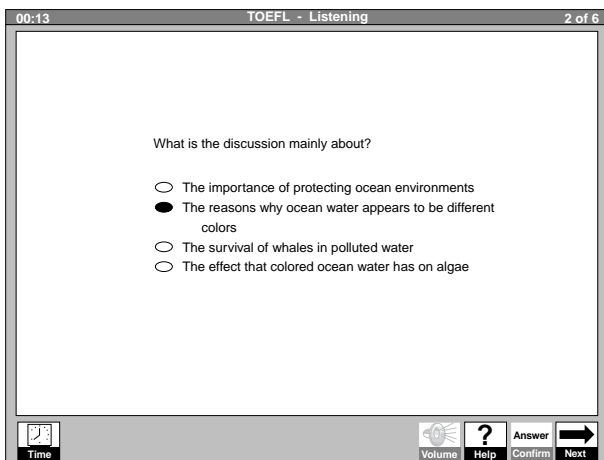 00:13 TOEFL - Listening 2 of 6
What is the discussion mainly about?
The importance of protecting ocean environments
The reasons why ocean water appears to be different
colors
The survival of whales in polluted water
The effect that colored ocean water has on algae
? Answer
Time Volume Help Confirm Next